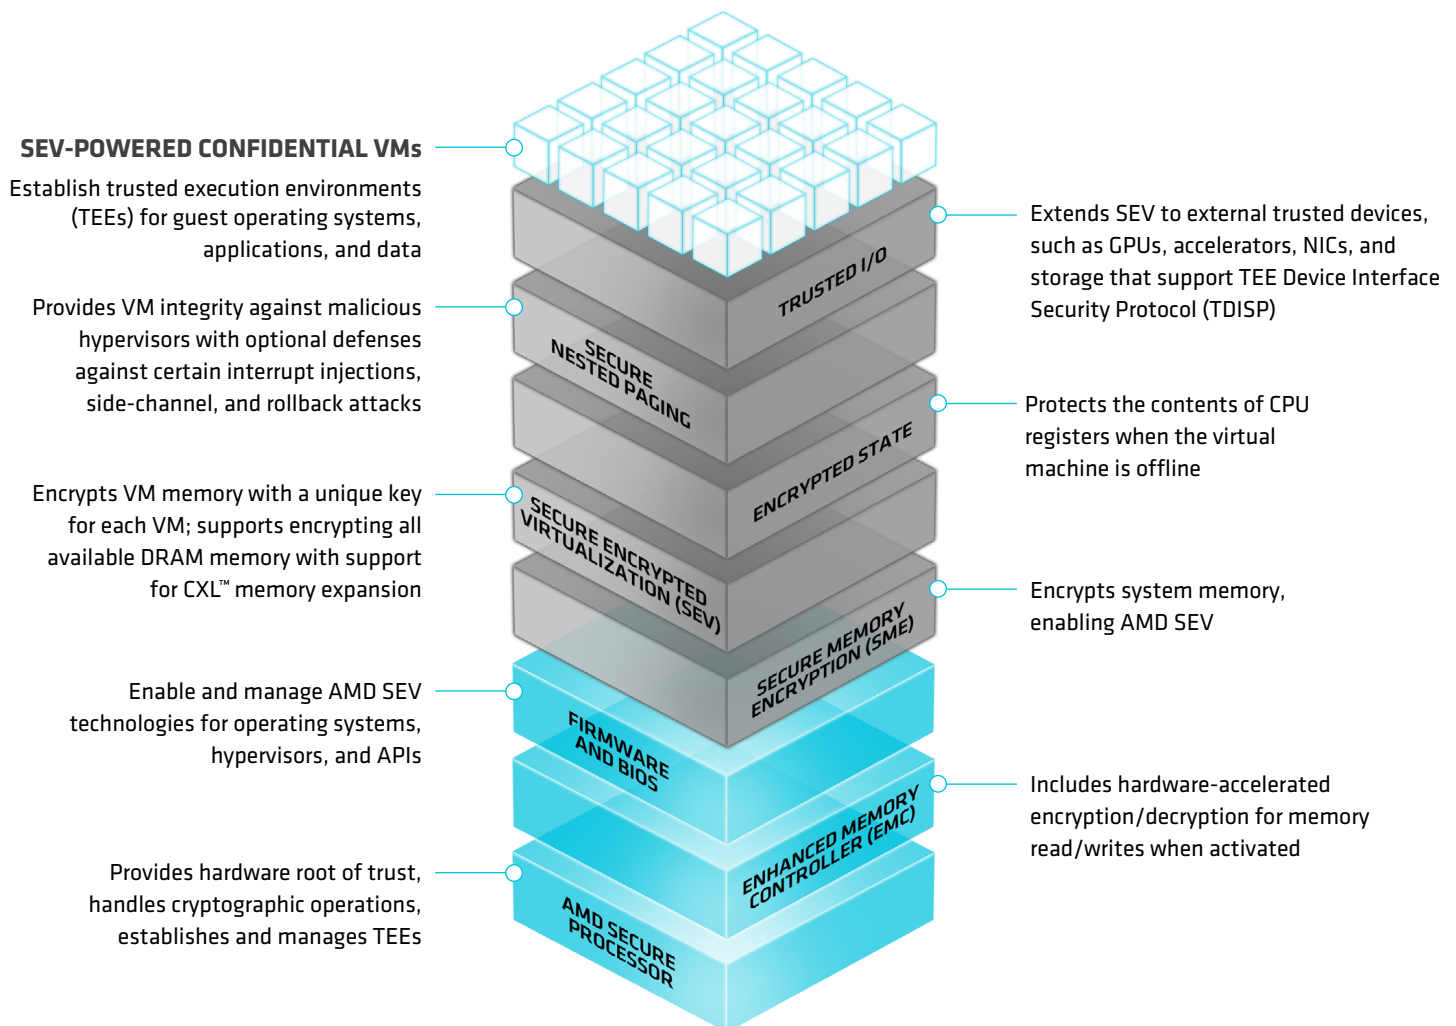 SEV-POWERED CONFIDENTIAL VMs
Establish trusted execution environments
(TEEs) for guest operating systems,
applications, and data
TRUSTED I/O
Extends SEV to external trusted devices,
such as GPUs, accelerators, NICs, and
storage that support TEE Device Interface
Security Protocol (TDISP)
Provides VM integrity against malicious
hypervisors with optional defenses
against certain interrupt injections,
side-channel, and rollback attacks
SECURE
NESTED PAGING
ENCRYPTED STATE
Protects the contents of CPU
registers when the virtual
machine is offline
Encrypts VM memory with a unique key
for each VM; supports encrypting all
available DRAM memory with support
for CXL™ memory expansion
SECURE ENCRYPTED
VIRTUALIZATION (SEV)
SECURE MEMORY
ENCRYPTION (SME)
Encrypts system memory,
enabling AMD SEV
Enable and manage AMD SEV
technologies for operating systems,
hypervisors, and APIs
FIRMWARE
AND BIOS
ENHANCED MEMORY
CONTROLLER (EMC)
Includes hardware-accelerated
encryption/decryption for memory
read/writes when activated
Provides hardware root of trust,
handles cryptographic operations,
establishes and manages TEEs
AMD SECURE
PROCESSOR